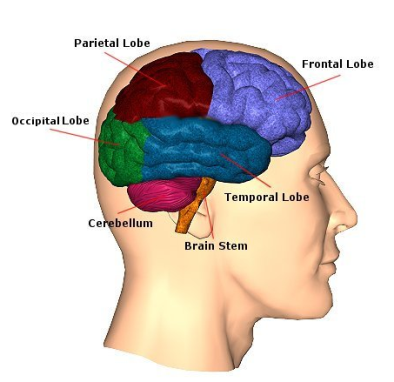 Parietal Lobe
Frontal Lobe
Occipital Lobe
Temporal Lobe
Cerebellum
Brain Stem